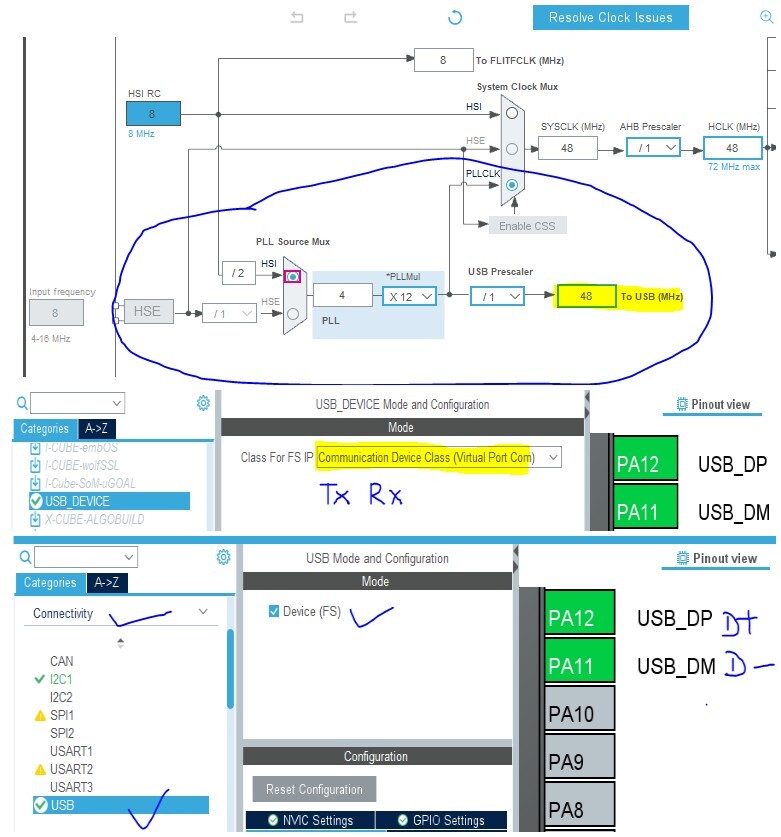 Resolve Clock Issues
8
To FLITFCLK (MHz)
System Clock Mux
HSI RC
8
8 MHz
HSI
HSE
PLLCLK
SYSCLK (MHz)
48
AHB Prescaler
/ 1
HCLK (MHz)
48
72 MHz max
Enable CSS
PLL Source Mux
HSI
/ 2
HSE
Input frequency
8
4-16 MHz
HSE
/ 1
4
*PLLMul
X 12
PLL
USB Prescaler
/ 1
48
To USB (MHz)
Categories
A->Z
I-CUBE-embOS
I-CUBE-wolfSSL
I-Cube-SoM-uGOAL
USB_DEVICE
X-CUBE-ALGOBUILD
USB_DEVICE Mode and Configuration
Mode
Class For FS IP
Communication Device Class (Virtual Port Com)
Tx Rx
Pinout view
PA12
USB_DP
PA11
USB_DM
Categories
A->Z
Connectivity
CAN
I2C1
I2C2
SPI1
SPI2
USART1
USART2
USART3
USB
USB Mode and Configuration
Mode
Device (FS)
Configuration
Reset Configuration
NVIC Settings
GPIO Settings
Pinout view
PA12
USB_DP
D+
PA11
USB_DM
D-
PA10
PA9
PA8